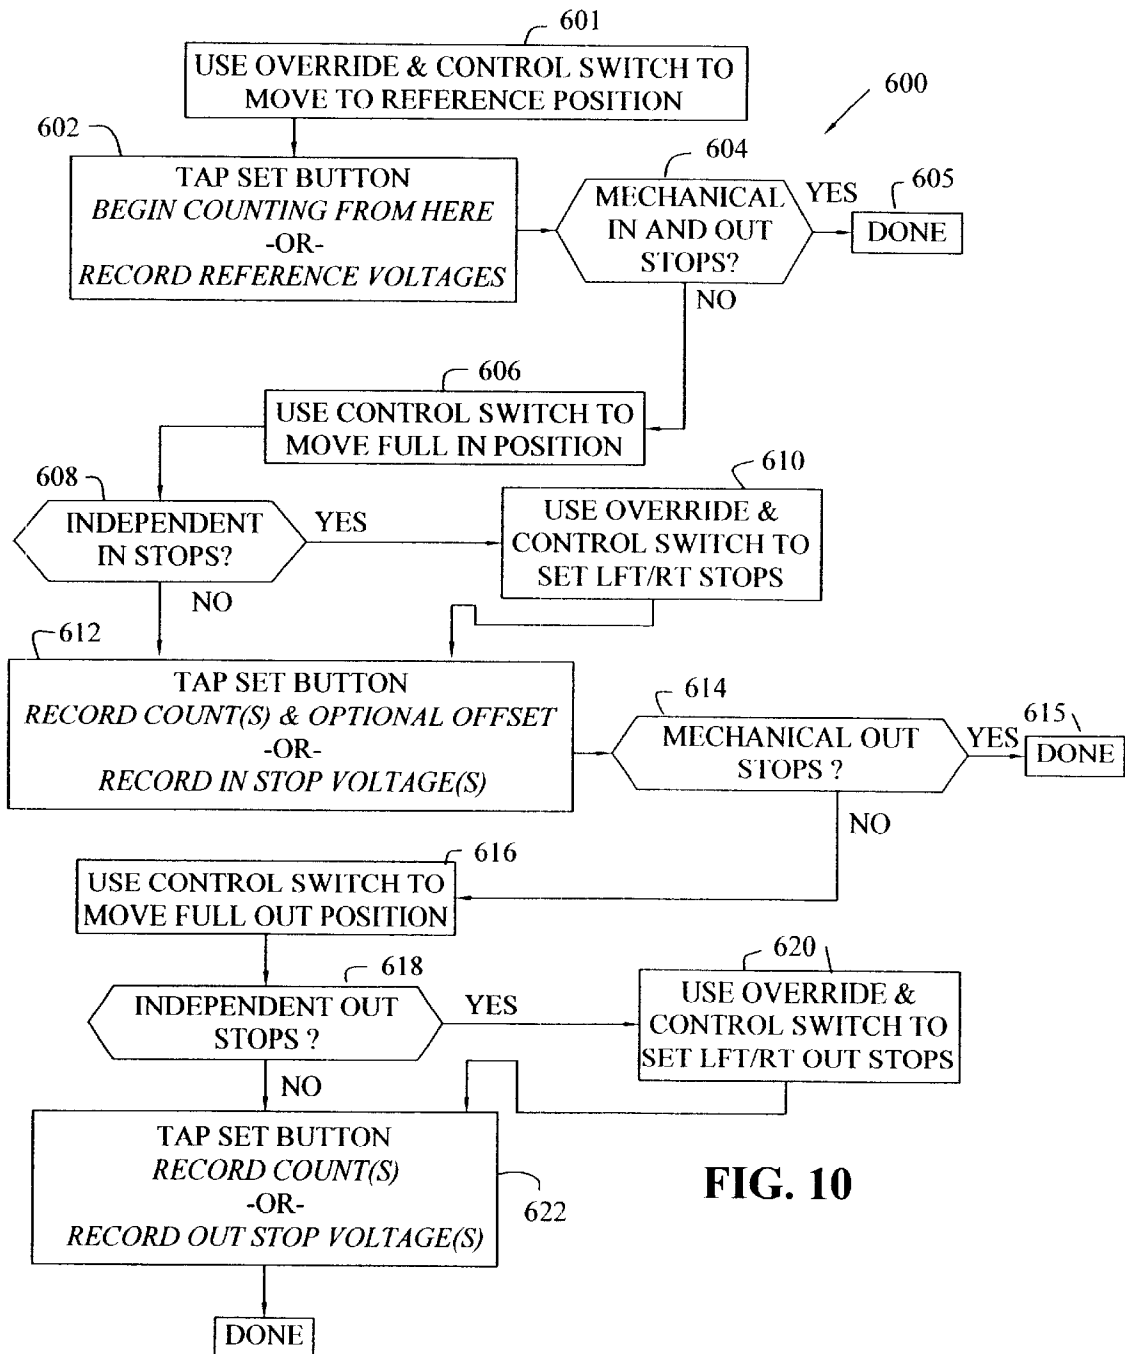 601
USE OVERRIDE & CONTROL SWITCH TO
MOVE TO REFERENCE POSITION
600
602
TAP SET BUTTON
BEGIN COUNTING FROM HERE
-OR-
RECORD REFERENCE VOLTAGES
604
MECHANICAL
IN AND OUT
STOPS?
YES
605
DONE
NO
606
USE CONTROL SWITCH TO
MOVE FULL IN POSITION
608
INDEPENDENT
IN STOPS?
YES
610
USE OVERRIDE &
CONTROL SWITCH TO
SET LFT/RT STOPS
NO
612
TAP SET BUTTON
RECORD COUNT(S) & OPTIONAL OFFSET
-OR-
RECORD IN STOP VOLTAGE(S)
614
MECHANICAL OUT
STOPS ?
YES
615
DONE
NO
616
USE CONTROL SWITCH TO
MOVE FULL OUT POSITION
618
INDEPENDENT OUT
STOPS ?
YES
620
USE OVERRIDE &
CONTROL SWITCH TO
SET LFT/RT OUT STOPS
NO
TAP SET BUTTON
RECORD COUNT(S)
-OR-
RECORD OUT STOP VOLTAGE(S)
622
FIG. 10
DONE